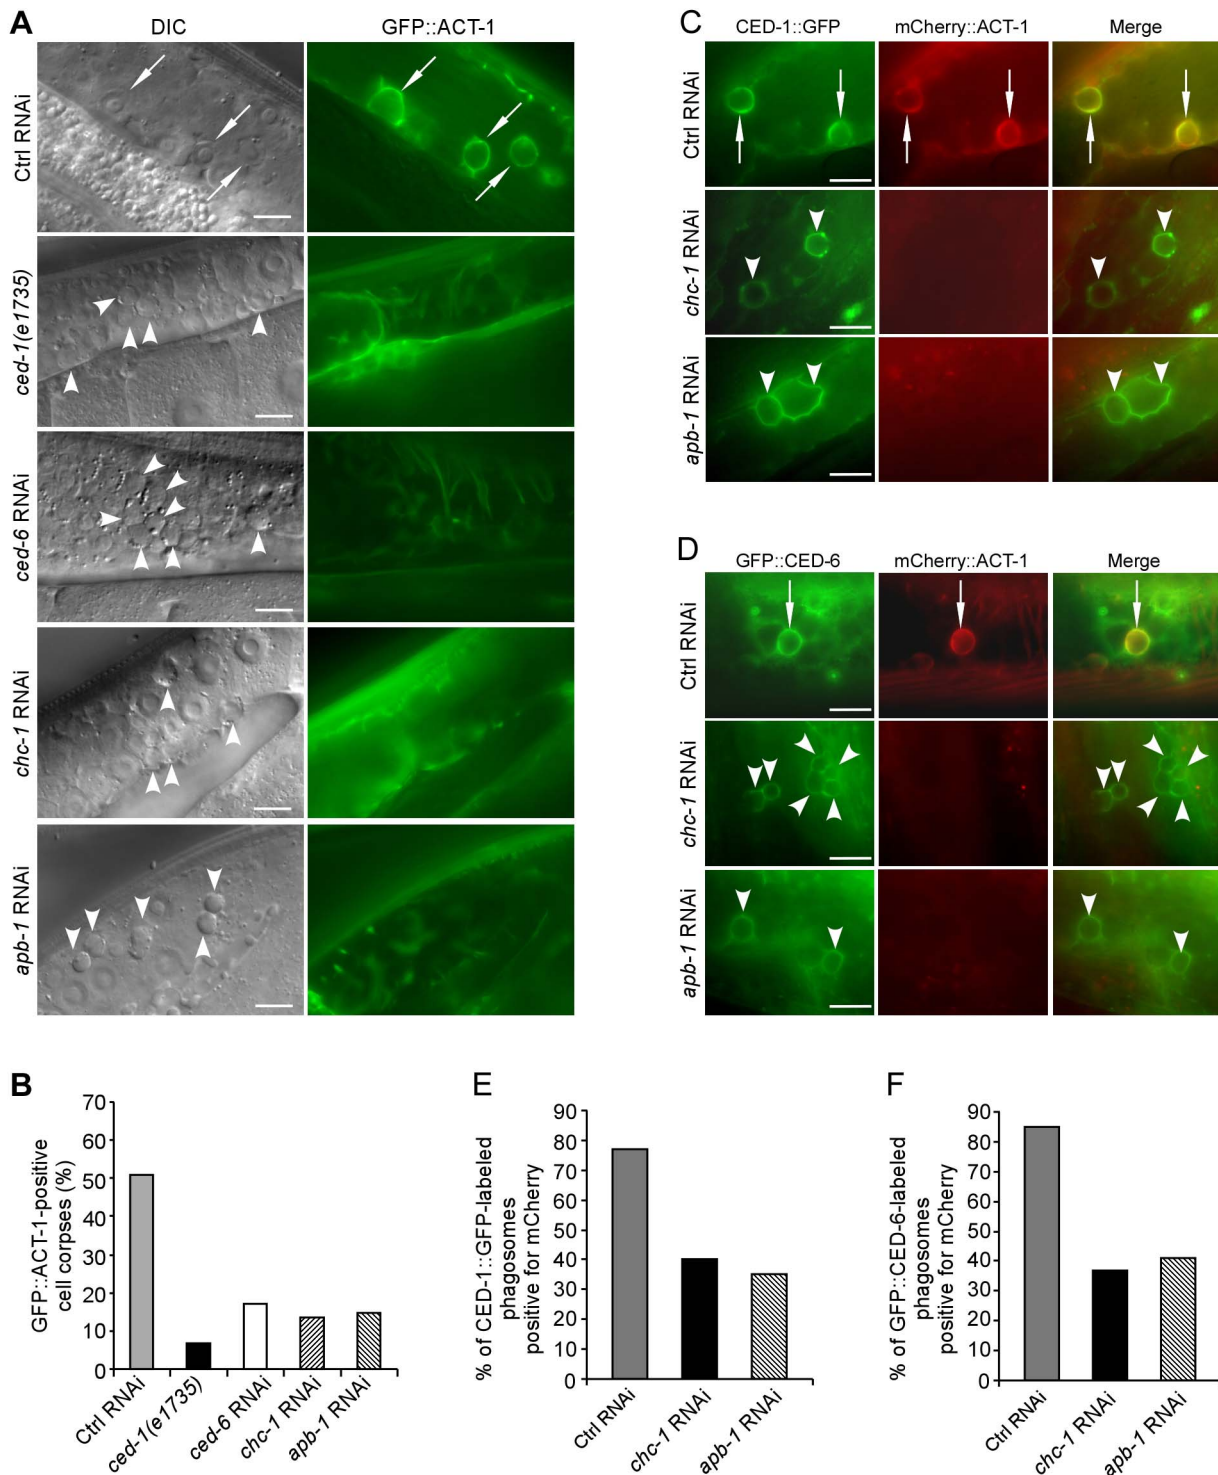 A
DIC
GFP::ACT-1
Ctrl RNAi
ced-1(e1735)
ced-6 RNAi
chc-1 RNAi
apb-1 RNAi
C
CED-1::GFP
mCherry::ACT-1
Merge
Ctrl RNAi
chc-1 RNAi
apb-1 RNAi
D
GFP::CED-6
mCherry::ACT-1
Merge
Ctrl RNAi
chc-1 RNAi
apb-1 RNAi
B
GFP::ACT-1-positive
cell corpses (%)
70
60
50
40
30
20
10
0
Ctrl RNAi
ced-1(e1735)
ced-6 RNAi
chc-1 RNAi
apb-1 RNAi
E
% of CED-1::GFP-labeled
phagosomes
positive for mCherry
90
80
70
60
50
40
30
20
10
0
Ctrl RNAi
chc-1 RNAi
apb-1 RNAi
F
% of GFP::CED-6-labeled
phagosomes
positive for mCherry
90
80
70
60
50
40
30
20
10
0
Ctrl RNAi
chc-1 RNAi
apb-1 RNAi